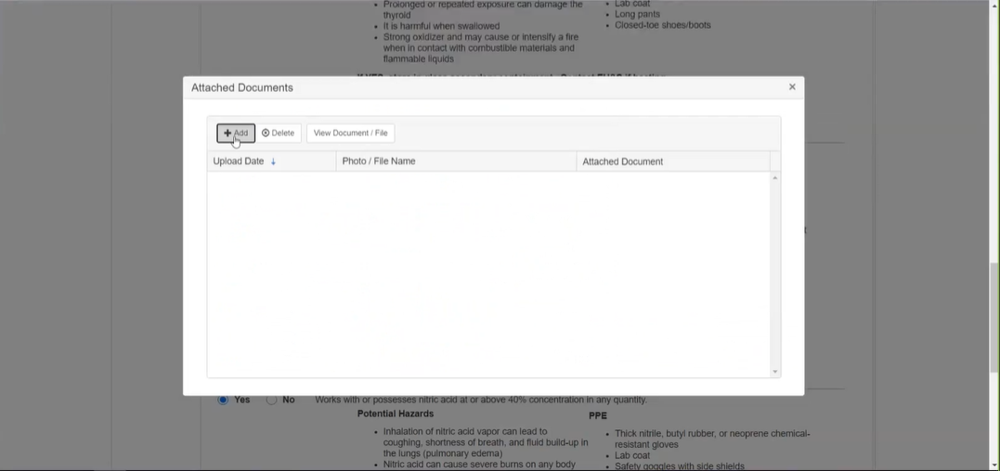 Prolonged or repeated exposure can damage the
thyroid
It is harmful when swallowed
Strong oxidizer and may cause or intensify a fire
when in contact with combustible materials and
flammable liquids
Lab coat
Long pants
Closed-toe shoes/boots
Attached Documents
×
+ Add
Delete
View Document / File
Upload Date ↓
Photo / File Name
Attached Document
Yes
No
Works with or possesses nitric acid at or above 40% concentration in any quantity.
Potential Hazards
PPE
Inhalation of nitric acid vapor can lead to
coughing, shortness of breath, and fluid build-up in
the lungs (pulmonary edema)
Nitric acid can cause severe burns on any body
Thick nitrile, butyl rubber, or neoprene chemical-
resistant gloves
Lab coat
Safety goggles with side shields